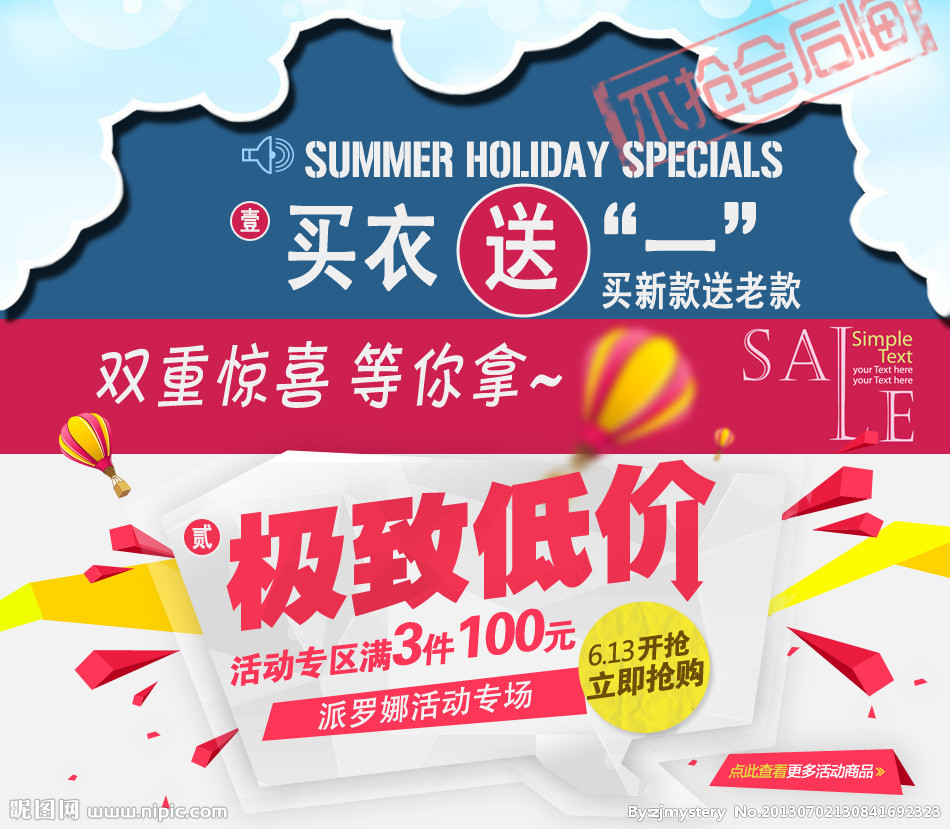 不抢会后悔
SUMMER HOLIDAY SPECIALS
壹
买衣送“一”
买新款送老款
双重惊喜 等你拿~
SALE
Simple
Text
your Text here
your Text here
贰
极致低价
活动专区满3件100元
6.13开抢
立即抢购
派罗娜活动专场
点此查看更多活动商品»
昵图网 www.nipic.com
By:zjmystery No.20130702130841692323